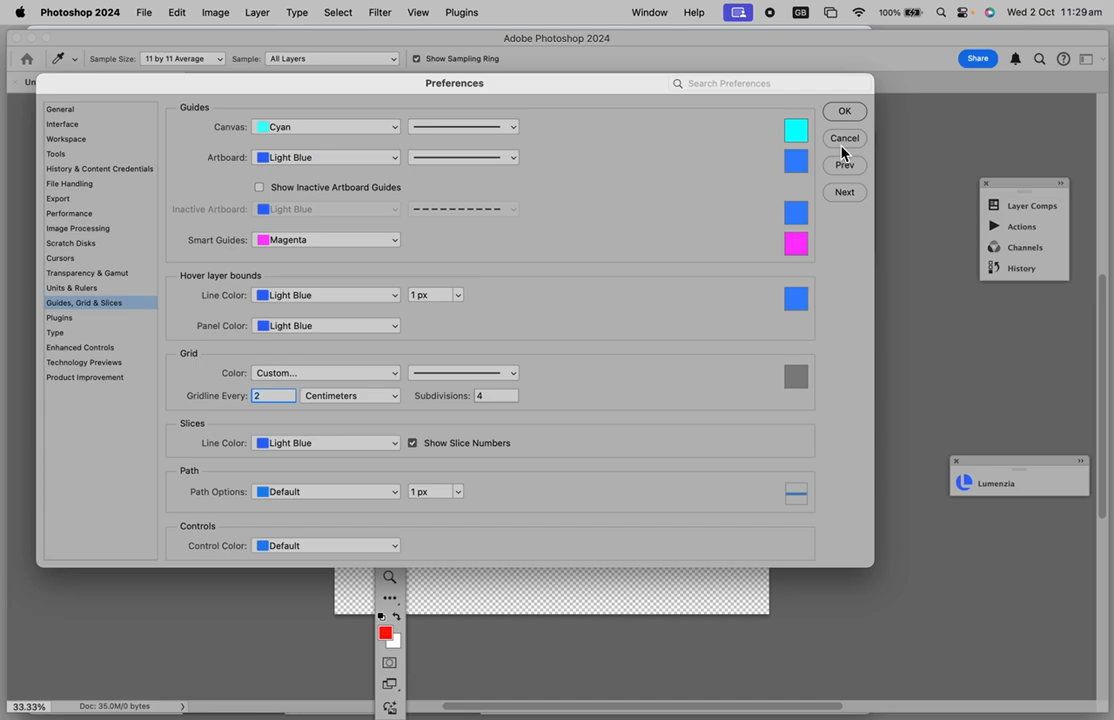 Photoshop 2024 File Edit Image Layer Type Select Filter View Plugins Window Help GB 100% Wed 2 Oct 11:29 am
Adobe Photoshop 2024
Sample Size: 11 by 11 Average Sample: All Layers Show Sampling Ring Share
Un
Preferences Search Preferences
General
Interface
Workspace
Tools
History & Content Credentials
File Handling
Export
Performance
Image Processing
Scratch Disks
Cursors
Transparency & Gamut
Units & Rulers
Guides, Grid & Slices
Plugins
Type
Enhanced Controls
Technology Previews
Product Improvement
Guides
Canvas: Cyan
Artboard: Light Blue
Show Inactive Artboard Guides
Inactive Artboard: Light Blue
Smart Guides: Magenta
Hover layer bounds
Line Color: Light Blue 1 px
Panel Color: Light Blue
Grid
Color: Custom...
Gridline Every: 2 Centimeters Subdivisions: 4
Slices
Line Color: Light Blue Show Slice Numbers
Path
Path Options: Default 1 px
Controls
Control Color: Default
OK
Cancel
Prev
Next
Layer Comps
Actions
Channels
History
Lumenzia
33.33% Doc: 35.0M/0 bytes